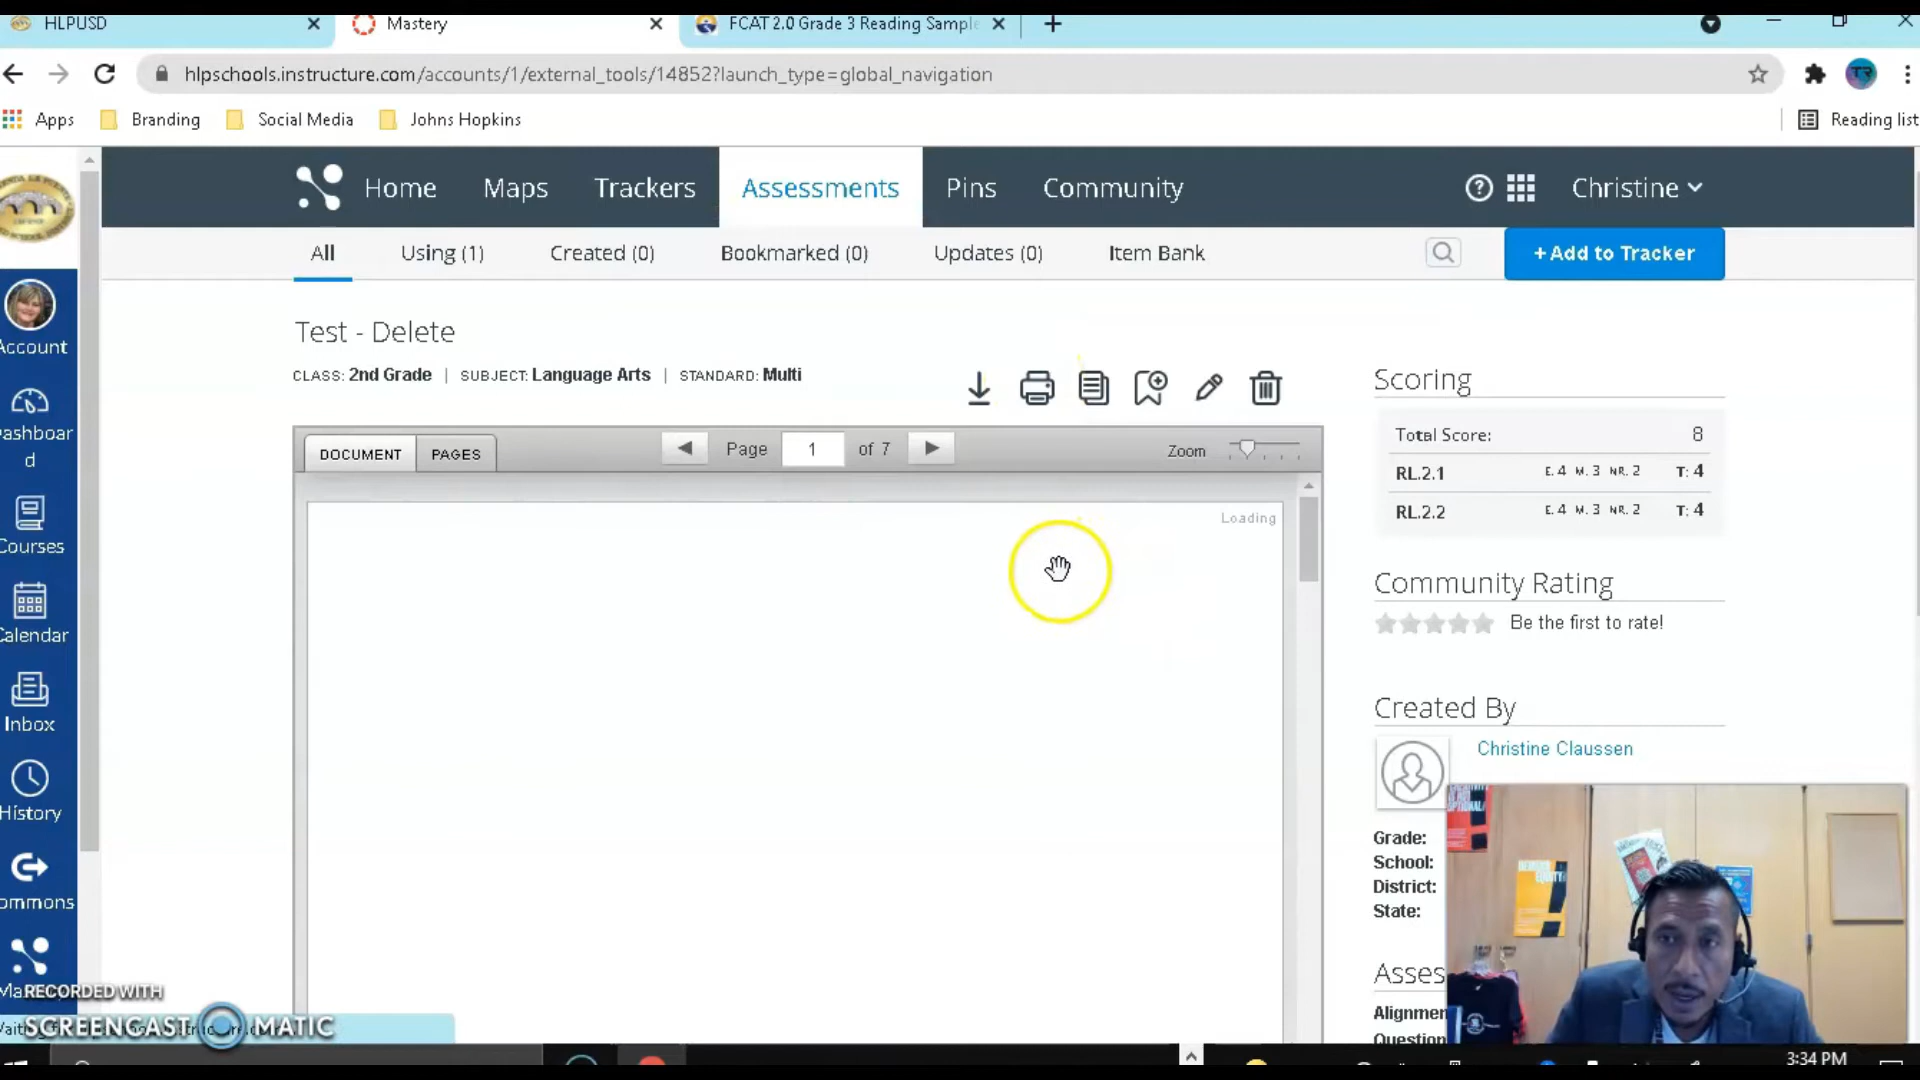 HLPUSD
Mastery
FCAT 2.0 Grade 3 Reading Sample
hlpschools.instructure.com/accounts/1/external_tools/14852?launch_type=global_navigation
Apps Branding Social Media Johns Hopkins Reading list
Home Maps Trackers Assessments Pins Community Christine
All Using (1) Created (0) Bookmarked (0) Updates (0) Item Bank + Add to Tracker
Account
Dashboar
d
Courses
Calendar
Inbox
History
ommons
Test - Delete
CLASS: 2nd Grade | SUBJECT: Language Arts | STANDARD: Multi
DOCUMENT PAGES Page 1 of 7 Zoom
Loading
Scoring
Total Score: 8
RL.2.1 E. 4 M. 3 NR. 2 T: 4
RL.2.2 E. 4 M. 3 NR. 2 T: 4
Community Rating
Be the first to rate!
Created By
Christine Claussen
Grade:
School:
District:
State:
Asses
Alignmen
Question
RECORDED WITH
SCREENCAST MATIC
3:34 PM